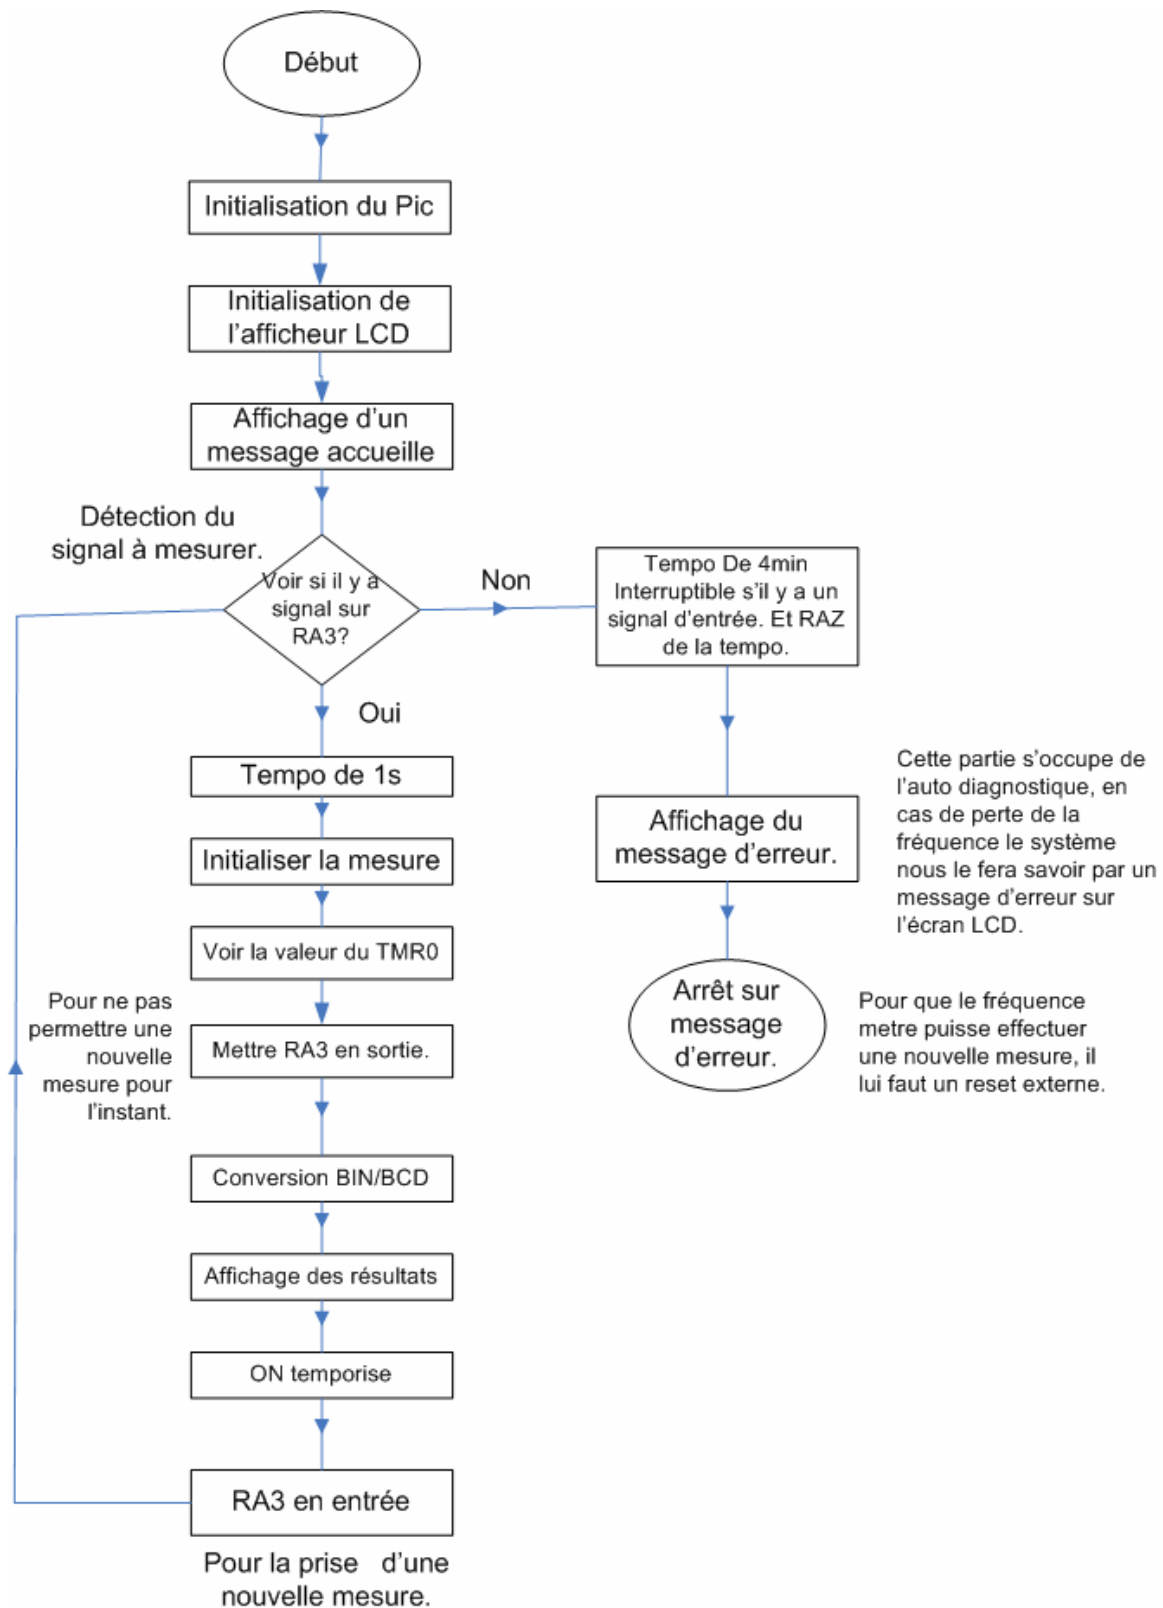 Début
Initialisation du Pic
Initialisation de
l'afficheur LCD
Affichage d'un
message accueille
Détection du
signal à mesurer.
Voir si il y a
signal sur
RA3?
Non
Tempo De 4min
Interruptible s'il y a un
signal d'entrée. Et RAZ
de la tempo.
Oui
Tempo de 1s
Initialiser la mesure
Voir la valeur du TMR0
Pour ne pas
permettre une
nouvelle
mesure pour
l'instant.
Mettre RA3 en sortie.
Conversion BIN/BCD
Affichage des résultats
ON temporise
RA3 en entrée
Pour la prise d'une
nouvelle mesure.
Affichage du
message d'erreur.
Cette partie s'occupe de
l'auto diagnostique, en
cas de perte de la
fréquence le système
nous le fera savoir par un
message d'erreur sur
l'écran LCD.
Arrêt sur
message
d'erreur.
Pour que le fréquence
metre puisse effectuer
une nouvelle mesure, il
lui faut un reset externe.